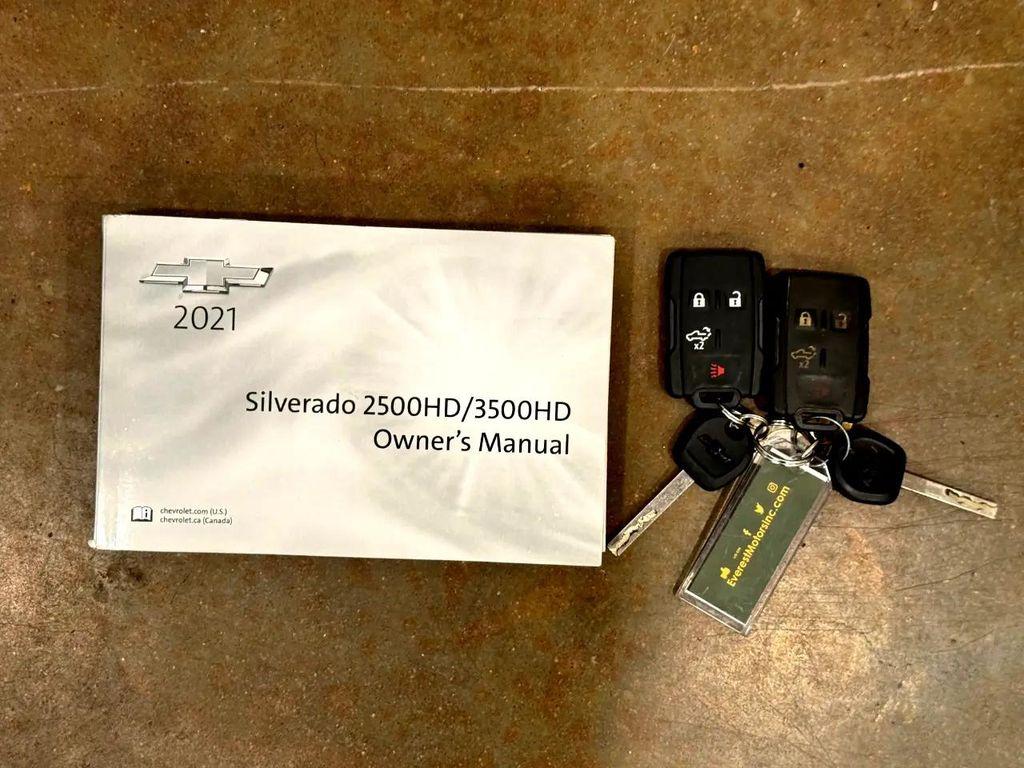 2021
Silverado 2500HD/3500HD
Owner's Manual
chevrolet.com (U.S.)
chevrolet.ca (Canada)
x2
x2
EverestMotorsinc.com